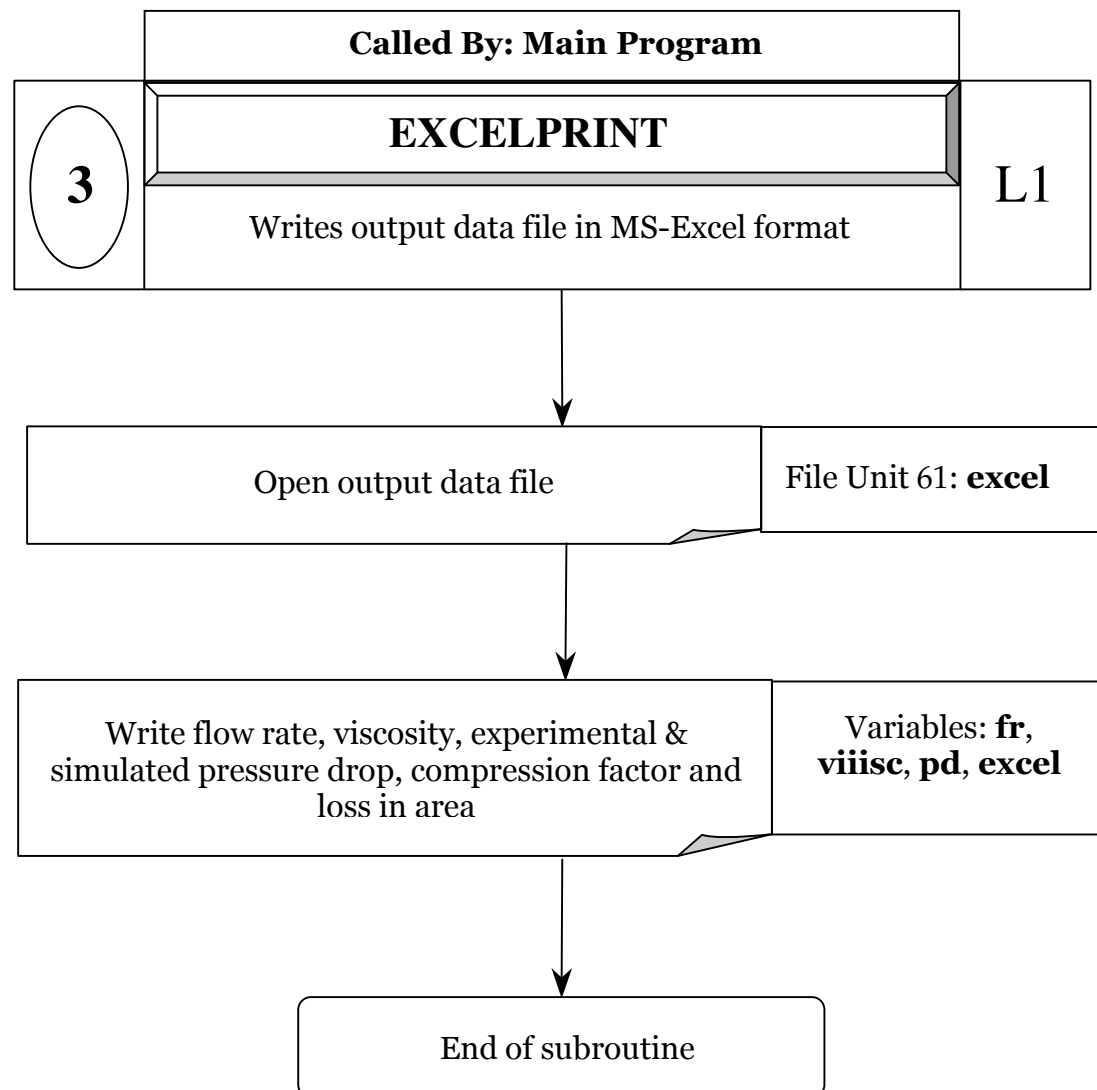 Called By: Main Program
EXCELPRINT
3
L1
Writes output data file in MS-Excel format
Open output data file
File Unit 61: excel
Write flow rate, viscosity, experimental &
simulated pressure drop, compression factor and
loss in area
Variables: fr,
viiisc, pd, excel
End of subroutine